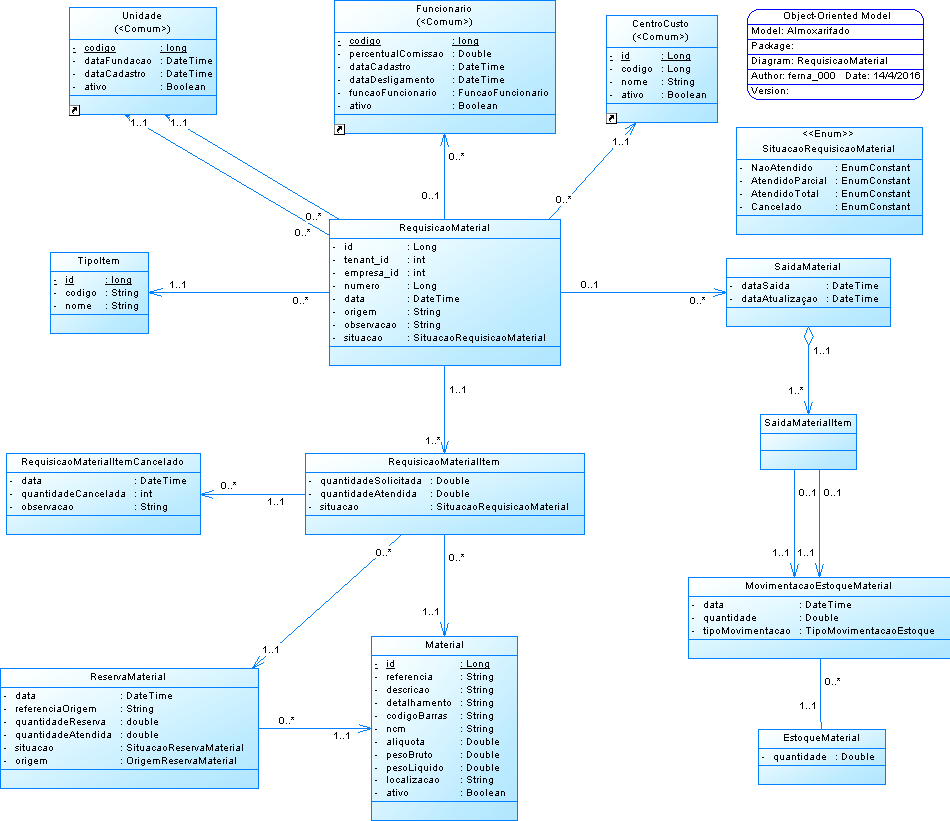 Unidade
(<Comum>)
- codigo : long
- dataFundacao : DateTime
- dataCadastro : DateTime
- ativo : Boolean
Funcionario
(<Comum>)
- codigo : long
- percentualComissao : Double
- dataCadastro : DateTime
- dataDesligamento : DateTime
- funcaoFuncionario : FuncaoFuncionario
- ativo : Boolean
CentroCusto
(<Comum>)
- id : Long
- codigo : Long
- nome : String
- ativo : Boolean
Object-Oriented Model
Model: Almoxarifado
Package:
Diagram: RequisicaoMaterial
Author: ferna_000 Date: 14/4/2016
Version:
<<Enum>>
SituacaoRequisicaoMaterial
- NaoAtendido : EnumConstant
- AtendidoParcial : EnumConstant
- AtendidoTotal : EnumConstant
- Cancelado : EnumConstant
1..1
1..1
0..*
1..1
0..1
0..*
0..*
0..*
RequisicaoMaterial
- id : Long
- tenant_id : int
- empresa_id : int
- numero : Long
- data : DateTime
- origem : String
- observacao : String
- situacao : SituacaoRequisicaoMaterial
TipoItem
- id : long
- codigo : String
- nome : String
1..1
0..*
0..1
0..*
SaidaMaterial
- dataSaida : DateTime
- dataAtualizaçao : DateTime
1..1
1..*
1..1
1..*
SaidaMaterialItem
RequisicaoMaterialItemCancelado
- data : DateTime
- quantidadeCancelada : int
- observacao : String
0..*
1..1
RequisicaoMaterialItem
- quantidadeSolicitada : Double
- quantidadeAtendida : Double
- situacao : SituacaoRequisicaoMaterial
0..1
0..1
1..1
1..1
0..*
0..*
1..1
1..1
MovimentacaoEstoqueMaterial
- data : DateTime
- quantidade : Double
- tipoMovimentacao : TipoMovimentacaoEstoque
Material
- id : Long
- referencia : String
- descricao : String
- detalhamento : String
- codigoBarras : String
- ncm : String
- aliquota : Double
- pesoBruto : Double
- pesoLiquido : Double
- localizacao : String
- ativo : Boolean
ReservaMaterial
- data : DateTime
- referenciaOrigem : String
- quantidadeReserva : double
- quantidadeAtendida : double
- situacao : SituacaoReservaMaterial
- origem : OrigemReservaMaterial
0..*
1..1
0..*
1..1
EstoqueMaterial
- quantidade : Double